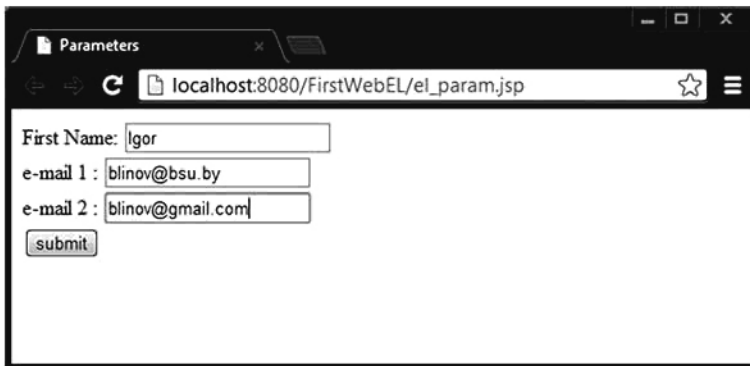 Parameters
localhost:8080/FirstWebEL/el_param.jsp
First Name: Igor
e-mail 1 : blinov@bsu.by
e-mail 2 : blinov@gmail.com
submit